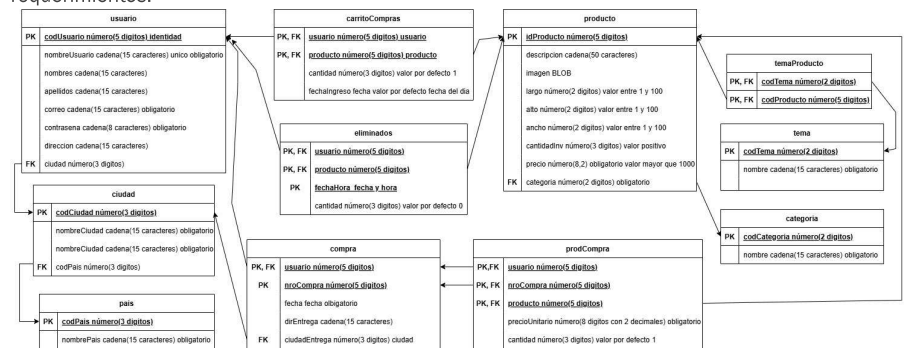 requerimientos.
usuario
PK codUsuario número(5 digitos) identidad
nombreUsuario cadena(15 caracteres) unico obligatorio
nombres cadena(15 caracteres)
apellidos cadena(15 caracteres)
correo cadena(15 caracteres) obligatorio
contrasena cadena(8 caracteres) obligatorio
direccion cadena(15 caracteres)
FK ciudad número(3 digitos)
carritoCompras
PK, FK usuario número(5 digitos) usuario
PK, FK producto número(5 digitos) producto
cantidad número(3 digitos) valor por defecto 1
fechaIngreso fecha valor por defecto fecha del dia
producto
PK idProducto número(5 digitos)
descripcion cadena(50 caracteres)
imagen BLOB
largo número(2 digitos) valor entre 1 y 100
alto número(2 digitos) valor entre 1 y 100
ancho número(2 digitos) valor entre 1 y 100
cantidadInv número(3 digitos) valor positivo
precio número(8,2) obligatorio valor mayor que 1000
FK categoria número(2 digitos) obligatorio
temaProducto
PK, FK codTema número(2 digitos)
PK, FK codProducto número(5 digitos)
eliminados
PK, FK usuario número(5 digitos)
PK, FK producto número(5 digitos)
PK fechaHora fecha y hora
cantidad número(3 digitos) valor por defecto 0
tema
PK codTema número(2 digitos)
nombre cadena(15 caracteres) obligatorio
ciudad
PK codCiudad número(3 digitos)
nombreCiudad cadena(15 caracteres) obligatorio
nombreCiudad cadena(15 caracteres) obligatorio
FK codPais número(3 digitos)
categoria
PK codCategoria número(2 digitos)
nombre cadena(15 caracteres) obligatorio
compra
PK, FK usuario número(5 digitos)
PK nroCompra número(5 digitos)
fecha fecha olbigatorio
dirEntrega cadena(15 caracteres)
FK ciudadEntrega número(3 digitos) ciudad
prodCompra
PK,FK usuario número(5 digitos)
PK, FK nroCompra número(5 digitos)
PK, FK producto número(5 digitos)
precioUnitario número(8 digitos con 2 decimales) obligatorio
cantidad número(3 digitos) valor por defecto 1
pais
PK codPais número(3 digitos)
nombrePais cadena(15 caracteres) obligatorio